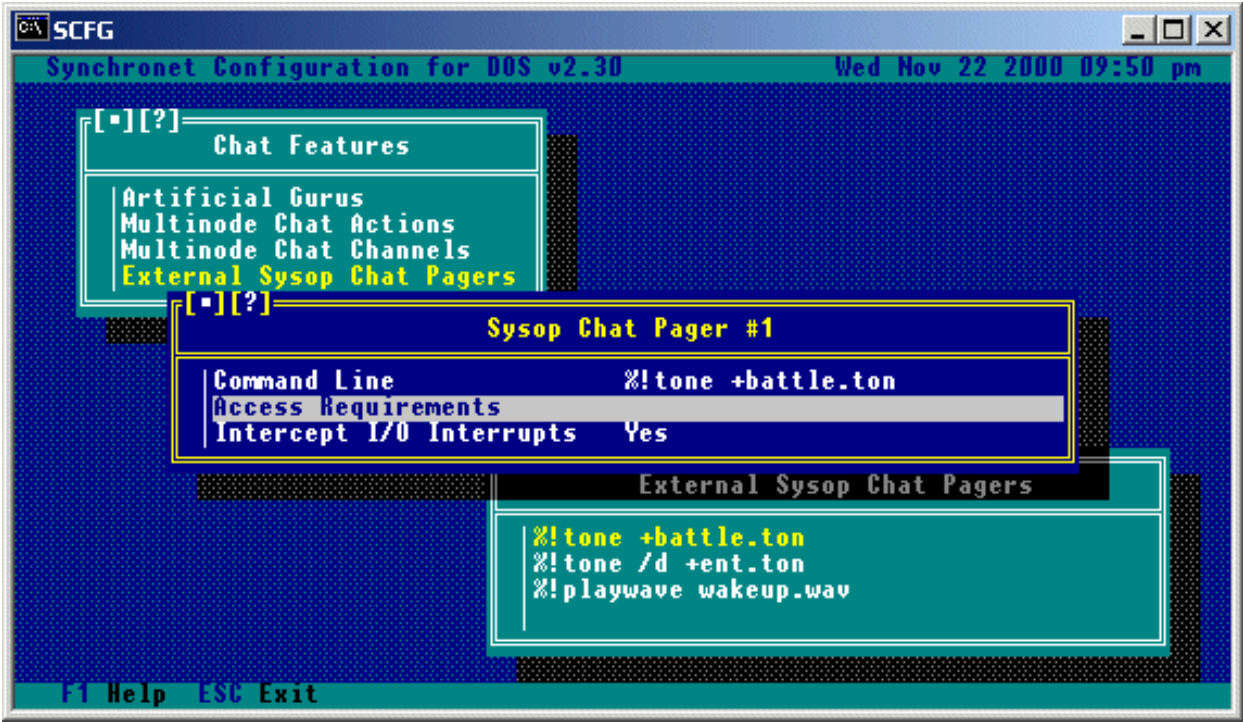 SCFG
Synchronet Configuration for DOS v2.30 Wed Nov 22 2000 09:50 pm
[▪][?]
Chat Features
Artificial Gurus
Multinode Chat Actions
Multinode Chat Channels
External Sysop Chat Pagers
[▪][?]
Sysop Chat Pager #1
Command Line %!tone +battle.ton
Access Requirements
Intercept I/O Interrupts Yes
External Sysop Chat Pagers
%!tone +battle.ton
%!tone /d +ent.ton
%!playwave wakeup.wav
F1 Help ESC Exit